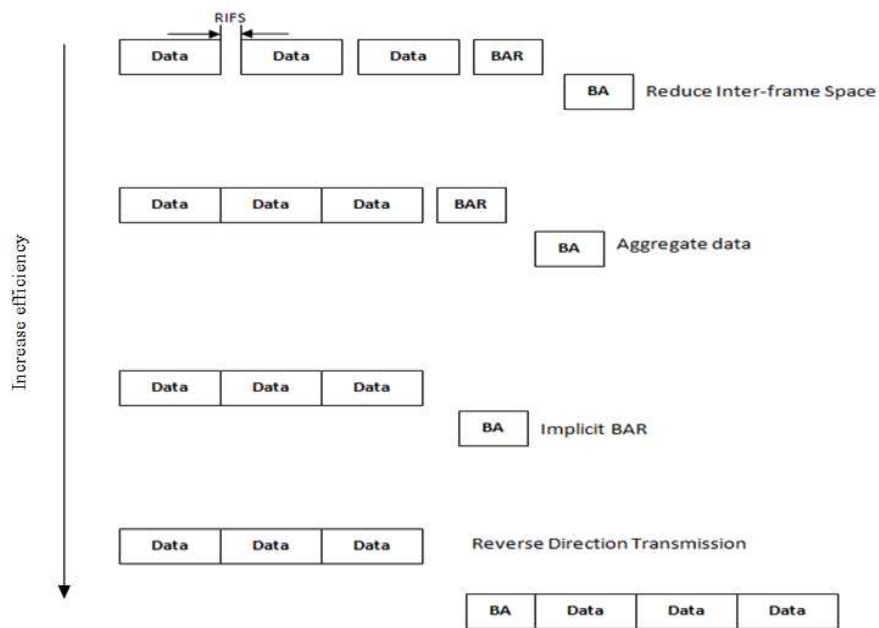 RIFS
Data Data Data BAR
BA Reduce Inter-frame Space
Data Data Data BAR
BA Aggregate data
Increase efficiency
Data Data Data
BA Implicit BAR
Data Data Data Reverse Direction Transmission
BA Data Data Data